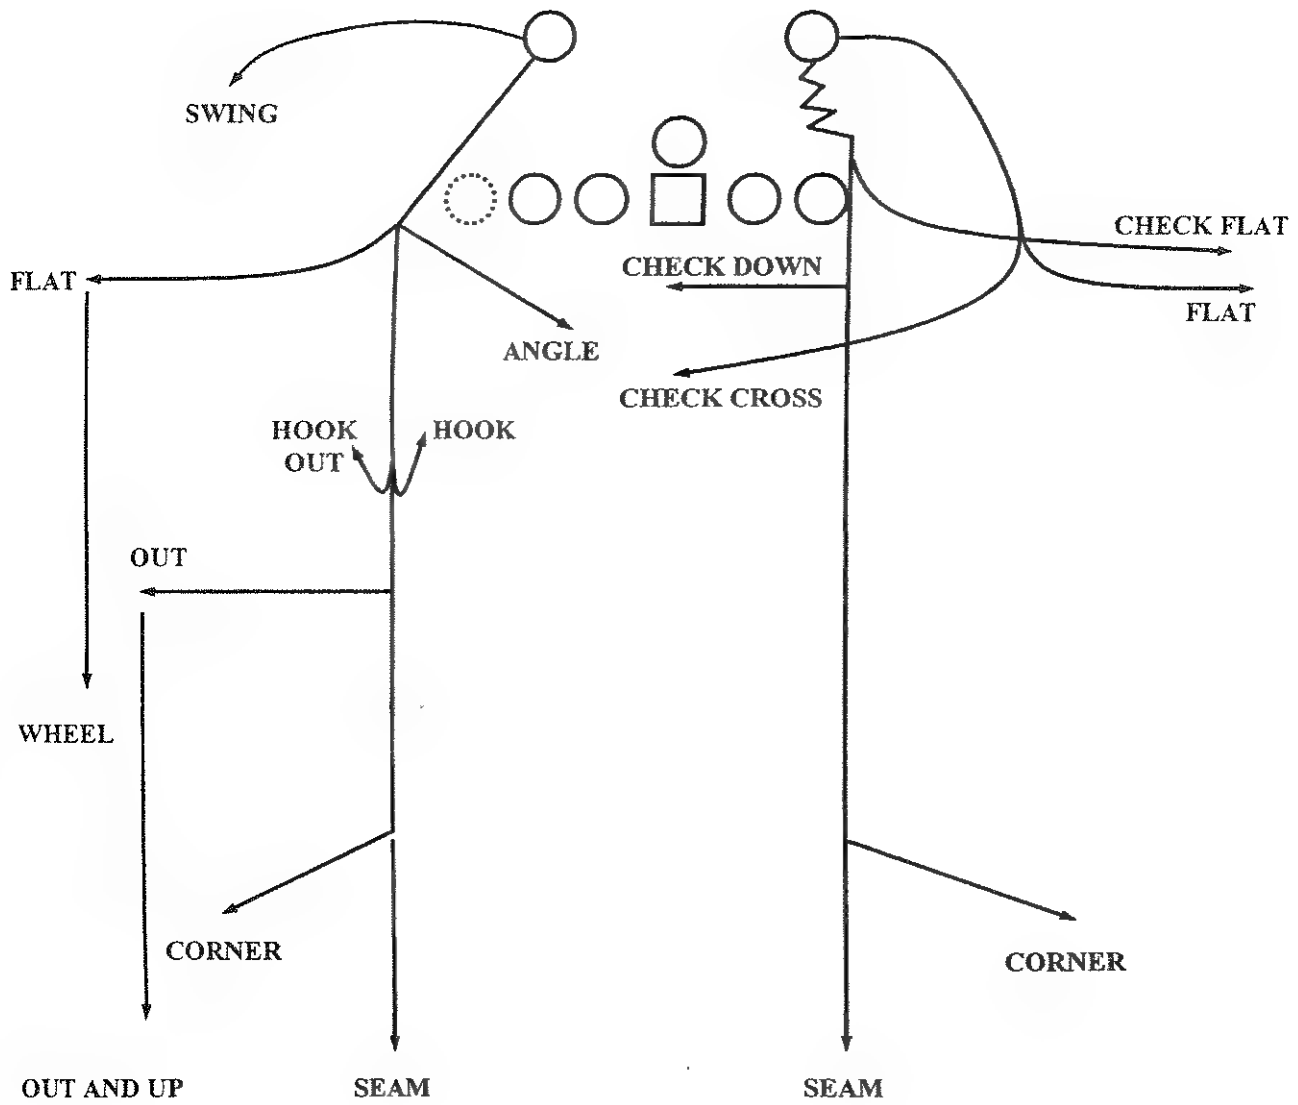 SWING
CHECK FLAT
CHECK DOWN
FLAT
FLAT
ANGLE
CHECK CROSS
HOOK
HOOK
OUT
OUT
WHEEL
CORNER
CORNER
OUT AND UP
SEAM
SEAM